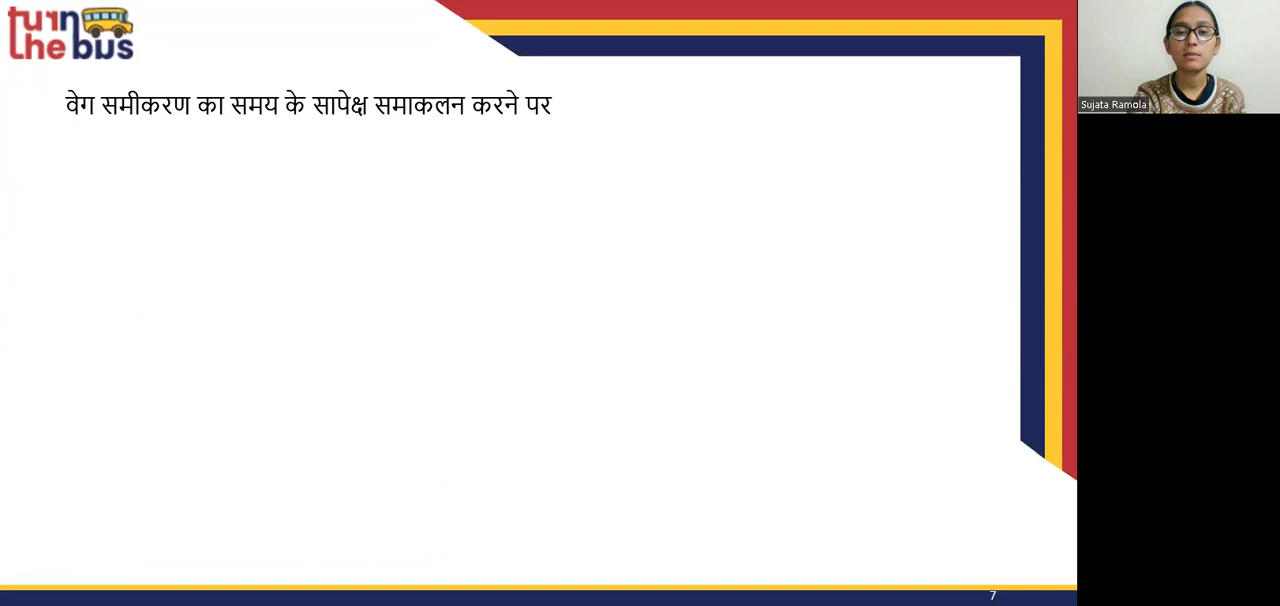 turn
the bus
वेग समीकरण का समय के सापेक्ष समाकलन करने पर
Sujata Ramola
7